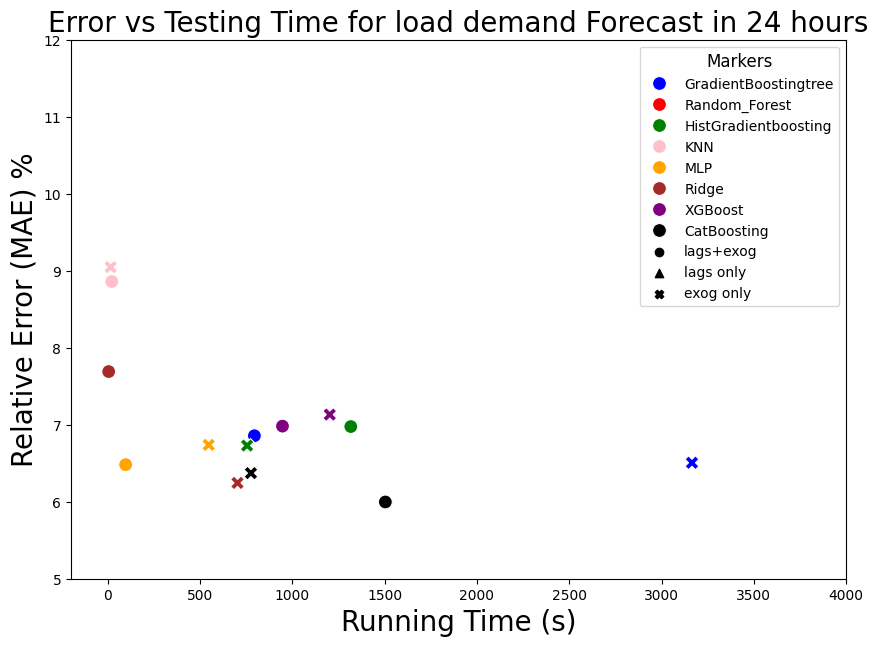 Error vs Testing Time for load demand Forecast in 24 hours
Relative Error (MAE) %
12
11
10
9
8
7
6
5
Markers
GradientBoostingtree
Random_Forest
HistGradientboosting
KNN
MLP
Ridge
XGBoost
CatBoosting
lags+exog
lags only
exog only
0 500 1000 1500 2000 2500 3000 3500 4000
Running Time (s)